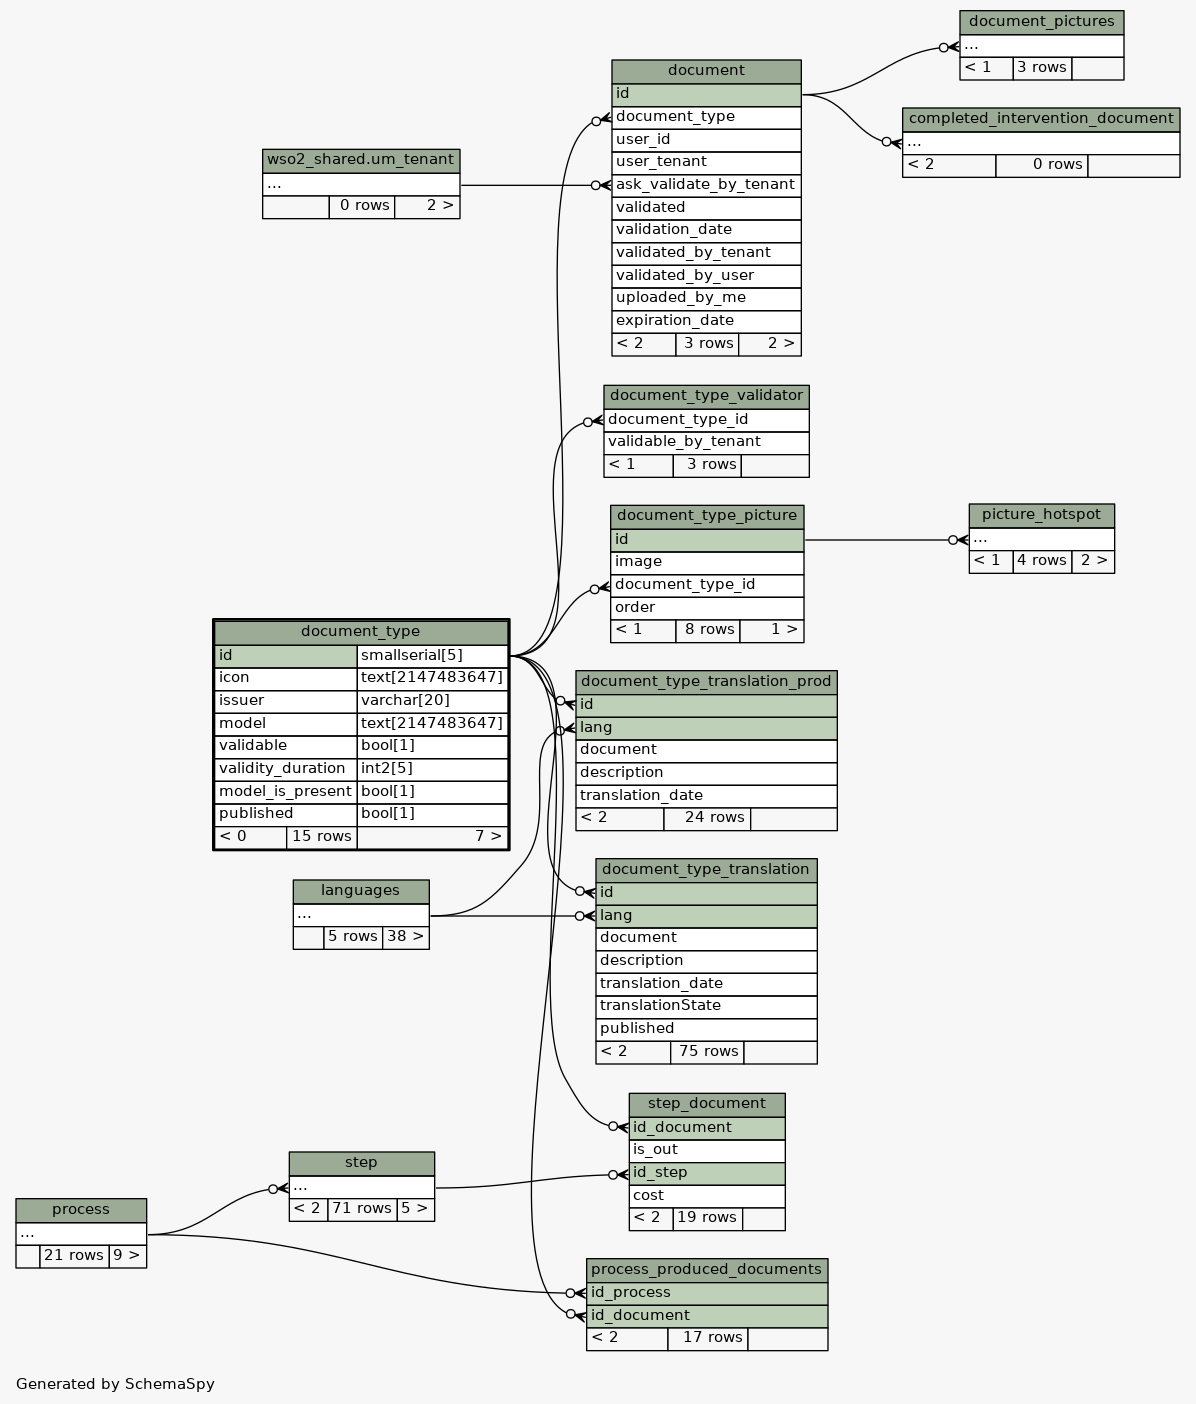 document_pictures
...
< 1 3 rows
document
id
document_type
user_id
user_tenant
ask_validate_by_tenant
validated
validation_date
validated_by_tenant
validated_by_user
uploaded_by_me
expiration_date
< 2 3 rows 2 >
completed_intervention_document
...
< 2 0 rows
wso2_shared.um_tenant
...
0 rows 2 >
document_type_validator
document_type_id
validable_by_tenant
< 1 3 rows
document_type_picture
id
image
document_type_id
order
< 1 8 rows 1 >
picture_hotspot
...
< 1 4 rows 2 >
document_type
id smallserial[5]
icon text[2147483647]
issuer varchar[20]
model text[2147483647]
validable bool[1]
validity_duration int2[5]
model_is_present bool[1]
published bool[1]
< 0 15 rows 7 >
document_type_translation_prod
id
lang
document
description
translation_date
< 2 24 rows
languages
...
5 rows 38 >
document_type_translation
id
lang
document
description
translation_date
translationState
published
< 2 75 rows
step_document
id_document
is_out
id_step
cost
< 2 19 rows
step
...
< 2 71 rows 5 >
process
...
21 rows 9 >
process_produced_documents
id_process
id_document
< 2 17 rows
Generated by SchemaSpy